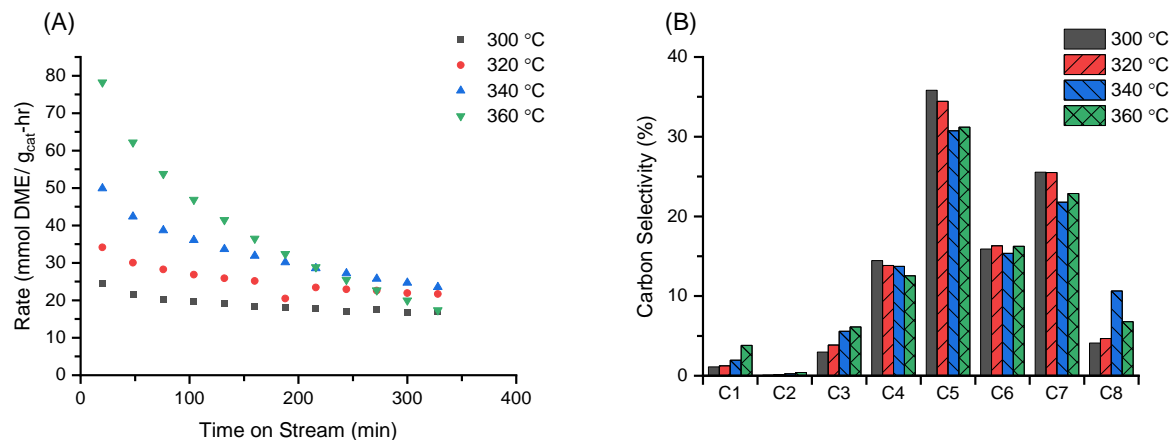 (A)
300 °C
320 °C
340 °C
360 °C
Rate (mmol DME/ gcat-hr)
80
70
60
50
40
30
20
10
0
0 100 200 300 400
Time on Stream (min)
(B)
300 °C
320 °C
340 °C
360 °C
Carbon Selectivity (%)
40
30
20
10
0
C1 C2 C3 C4 C5 C6 C7 C8